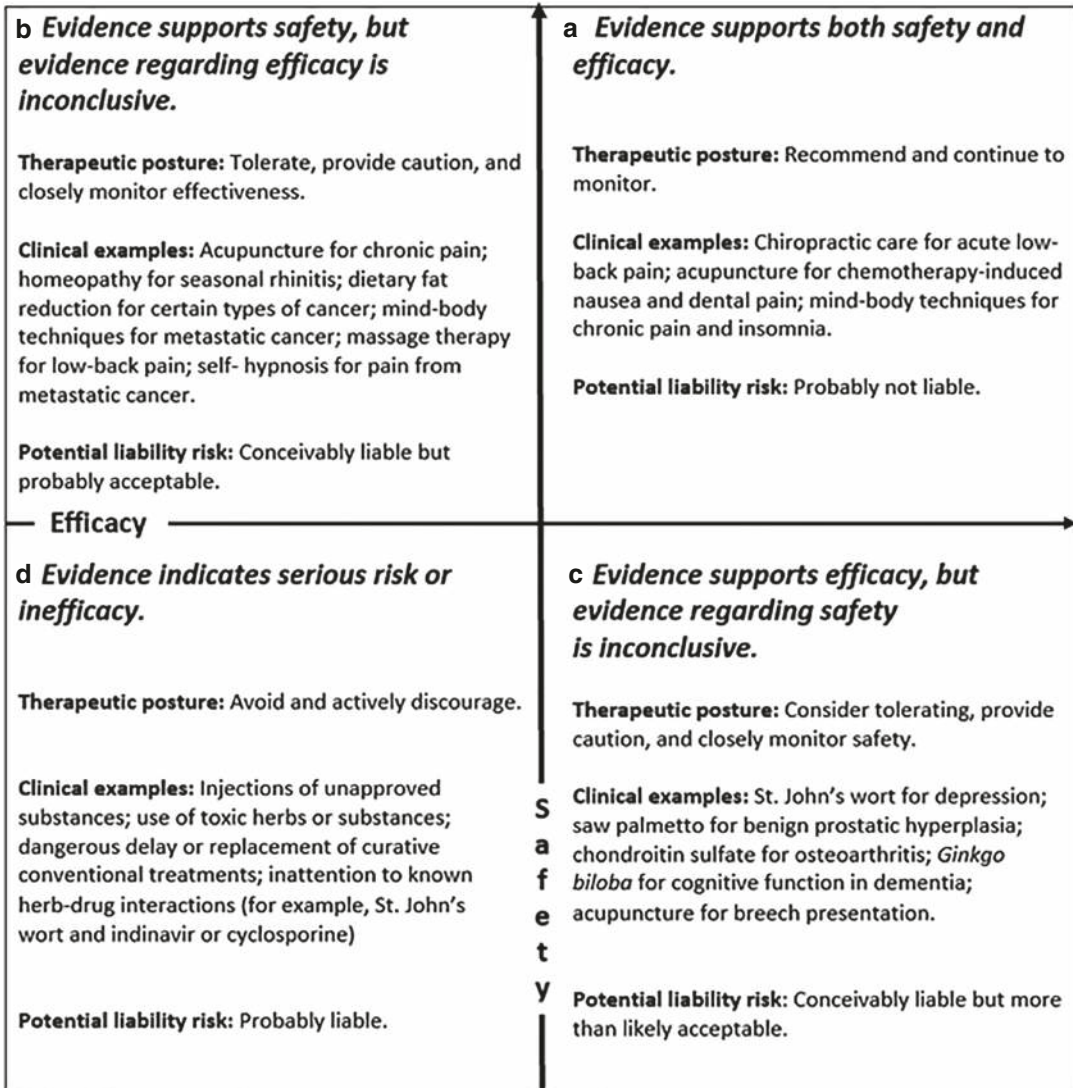 b Evidence supports safety, but
evidence regarding efficacy is
inconclusive.
Therapeutic posture: Tolerate, provide caution, and
closely monitor effectiveness.
Clinical examples: Acupuncture for chronic pain;
homeopathy for seasonal rhinitis; dietary fat
reduction for certain types of cancer; mind-body
techniques for metastatic cancer; massage therapy
for low-back pain; self- hypnosis for pain from
metastatic cancer.
Potential liability risk: Conceivably liable but
probably acceptable.
a Evidence supports both safety and
efficacy.
Therapeutic posture: Recommend and continue to
monitor.
Clinical examples: Chiropractic care for acute low-
back pain; acupuncture for chemotherapy-induced
nausea and dental pain; mind-body techniques for
chronic pain and insomnia.
Potential liability risk: Probably not liable.
Efficacy
d Evidence indicates serious risk or
inefficacy.
Therapeutic posture: Avoid and actively discourage.
Clinical examples: Injections of unapproved
substances; use of toxic herbs or substances;
dangerous delay or replacement of curative
conventional treatments; inattention to known
herb-drug interactions (for example, St. John's
wort and indinavir or cyclosporine)
Potential liability risk: Probably liable.
Safety
c Evidence supports efficacy, but
evidence regarding safety
is inconclusive.
Therapeutic posture: Consider tolerating, provide
caution, and closely monitor safety.
Clinical examples: St. John's wort for depression;
saw palmetto for benign prostatic hyperplasia;
chondroitin sulfate for osteoarthritis; Ginkgo
biloba for cognitive function in dementia;
acupuncture for breech presentation.
Potential liability risk: Conceivably liable but more
than likely acceptable.